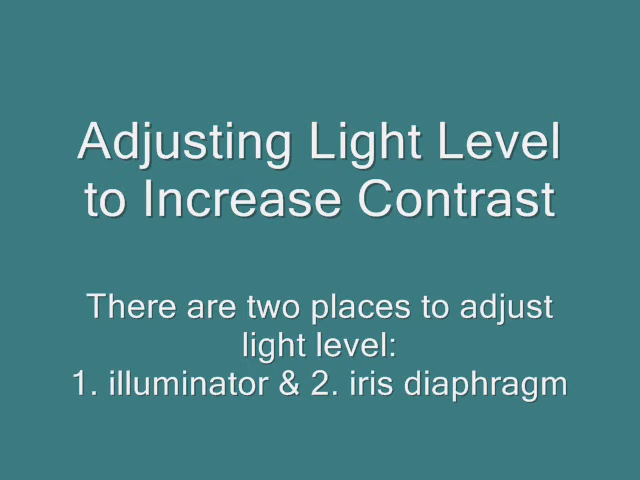 Adjusting Light Level
to Increase Contrast
There are two places to adjust
light level:
1. illuminator & 2. iris diaphragm